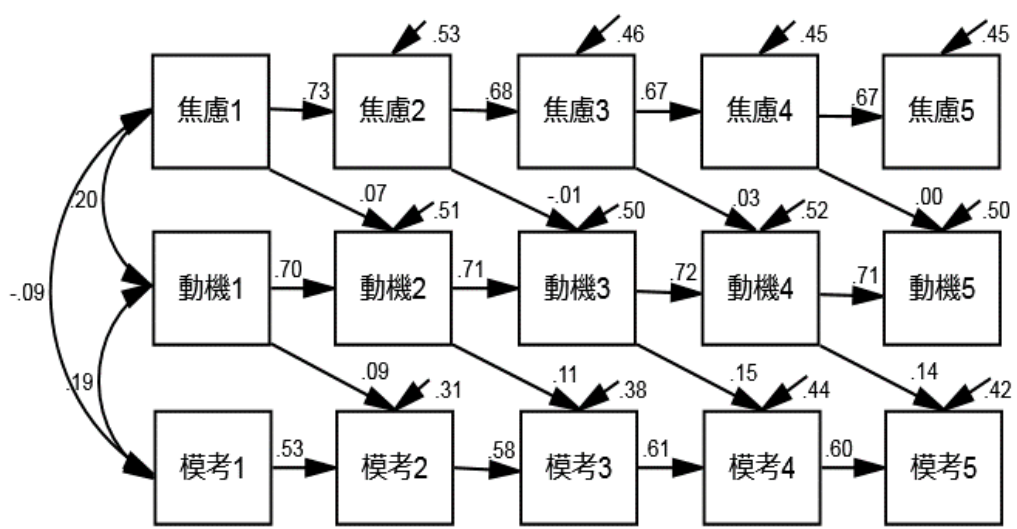 .53 .46 .45 .45
焦慮1 .73 焦慮2 .68 焦慮3 .67 焦慮4 .67 焦慮5
.20 .07 .51 -.01 .50 .03 .52 .00 .50
動機1 .70 動機2 .71 動機3 .72 動機4 .71 動機5
-.09
.19 .09 .31 .11 .38 .15 .44 .14 .42
模考1 .53 模考2 .58 模考3 .61 模考4 .60 模考5